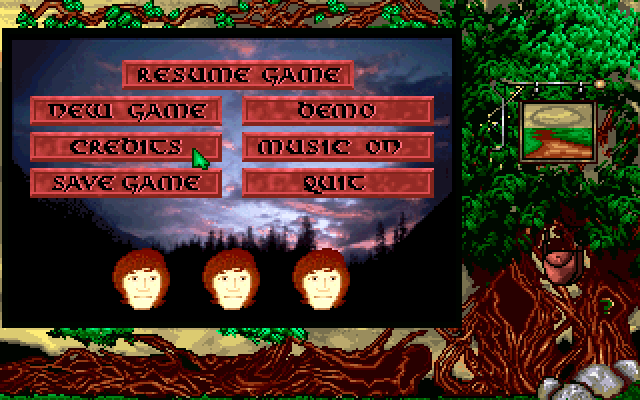 RESUME GAME
NEW GAME
DEMO
CREDITS
MUSIC ON
SAVE GAME
QUIT
?